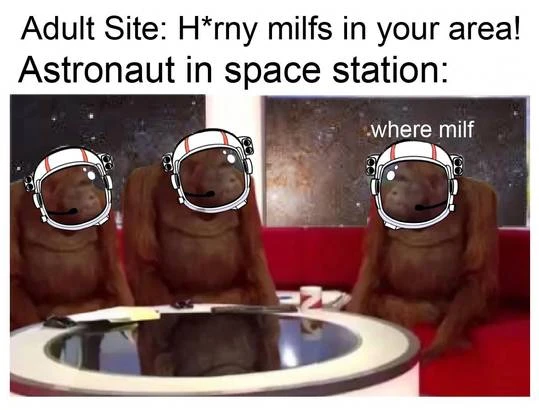 Adult Site: H*rny milfs in your area!
Astronaut in space station:
where milf